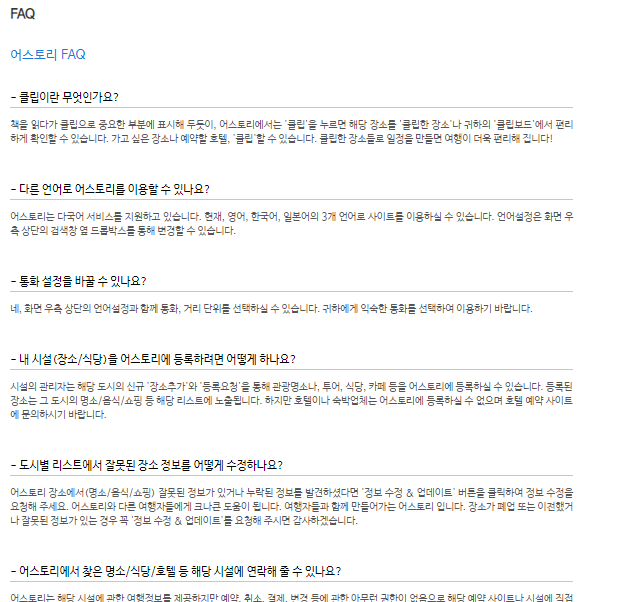 FAQ
어스토리 FAQ
- 클립이란 무엇인가요?
책을 읽다가 클립으로 중요한 부분에 표시해 두듯이, 어스토리에서는 '클립'을 누르면 해당 장소를 '클립한 장소'나 귀하의 '클립보드'에서 편리
하게 확인할 수 있습니다. 가고 싶은 장소나 예약할 호텔, '클립'할 수 있습니다. 클립한 장소들로 일정을 만들면 여행이 더욱 편리해 집니다!
- 다른 언어로 어스토리를 이용할 수 있나요?
어스토리는 다국어 서비스를 지원하고 있습니다. 현재, 영어, 한국어, 일본어의 3개 언어로 사이트를 이용하실 수 있습니다. 언어설정은 화면 우
측 상단의 검색창 옆 드롭박스를 통해 변경할 수 있습니다.
- 통화 설정을 바꿀 수 있나요?
네, 화면 우측 상단의 언어설정과 함께 통화, 거리 단위를 선택하실 수 있습니다. 귀하에게 익숙한 통화를 선택하여 이용하기 바랍니다.
- 내 시설(장소/식당)을 어스토리에 등록하려면 어떻게 하나요?
시설의 관리자는 해당 도시의 신규 '장소추가'와 '등록요청'을 통해 관광명소나, 투어, 식당, 카페 등을 어스토리에 등록하실 수 있습니다. 등록된
장소는 그 도시의 명소/음식/쇼핑 등 해당 리스트에 노출됩니다. 하지만 호텔이나 숙박업체는 어스토리에 등록하실 수 없으며 호텔 예약 사이트
에 문의하시기 바랍니다.
- 도시별 리스트에서 잘못된 장소 정보를 어떻게 수정하나요?
어스토리 장소에서(명소/음식/쇼핑) 잘못된 정보가 있거나 누락된 정보를 발견하셨다면 '정보 수정 & 업데이트' 버튼을 클릭하여 정보 수정을
요청해 주세요. 어스토리와 다른 여행자들에게 크나큰 도움이 됩니다. 여행자들과 함께 만들어가는 어스토리 입니다. 장소가 폐업 또는 이전했거
나 잘못된 정보가 있는 경우 꼭 '정보 수정 & 업데이트'를 요청해 주시면 감사하겠습니다.
- 어스토리에서 찾은 명소/식당/호텔 등 해당 시설에 연락해 줄 수 있나요?
어스토리는 해당 시설에 관한 여행정보를 제공하지만 예약, 취소, 결제, 변경 등에 관한 아무런 권한이 없음으로 해당 예약 사이트나 시설에 직접